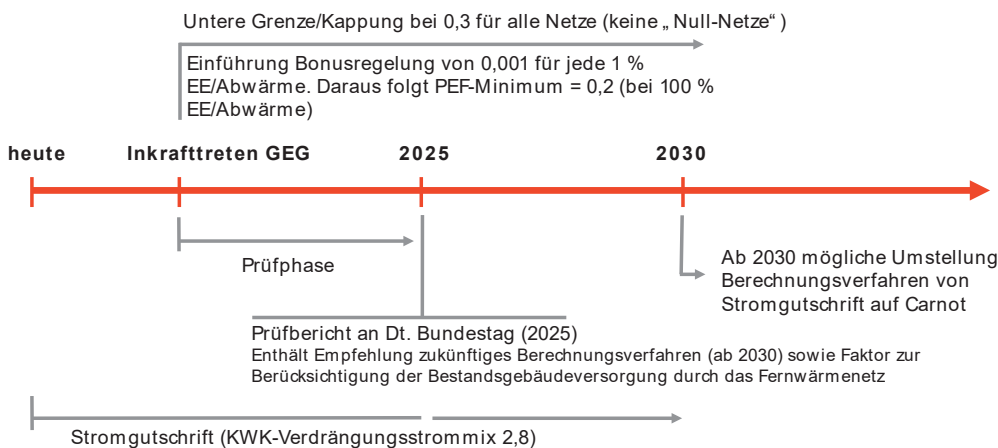 Untere Grenze/Kappung bei 0,3 für alle Netze (keine „ Null-Netze“ )
Einführung Bonusregelung von 0,001 für jede 1 %
EE/Abwärme. Daraus folgt PEF-Minimum = 0,2 (bei 100 %
EE/Abwärme)
heute Inkrafttreten GEG 2025 2030
Prüfphase
Ab 2030 mögliche Umstellung
Berechnungsverfahren von
Stromgutschrift auf Carnot
Prüfbericht an Dt. Bundestag (2025)
Enthält Empfehlung zukünftiges Berechnungsverfahren (ab 2030) sowie Faktor zur
Berücksichtigung der Bestandsgebäudeversorgung durch das Fernwärmenetz
Stromgutschrift (KWK-Verdrängungsstrommix 2,8)